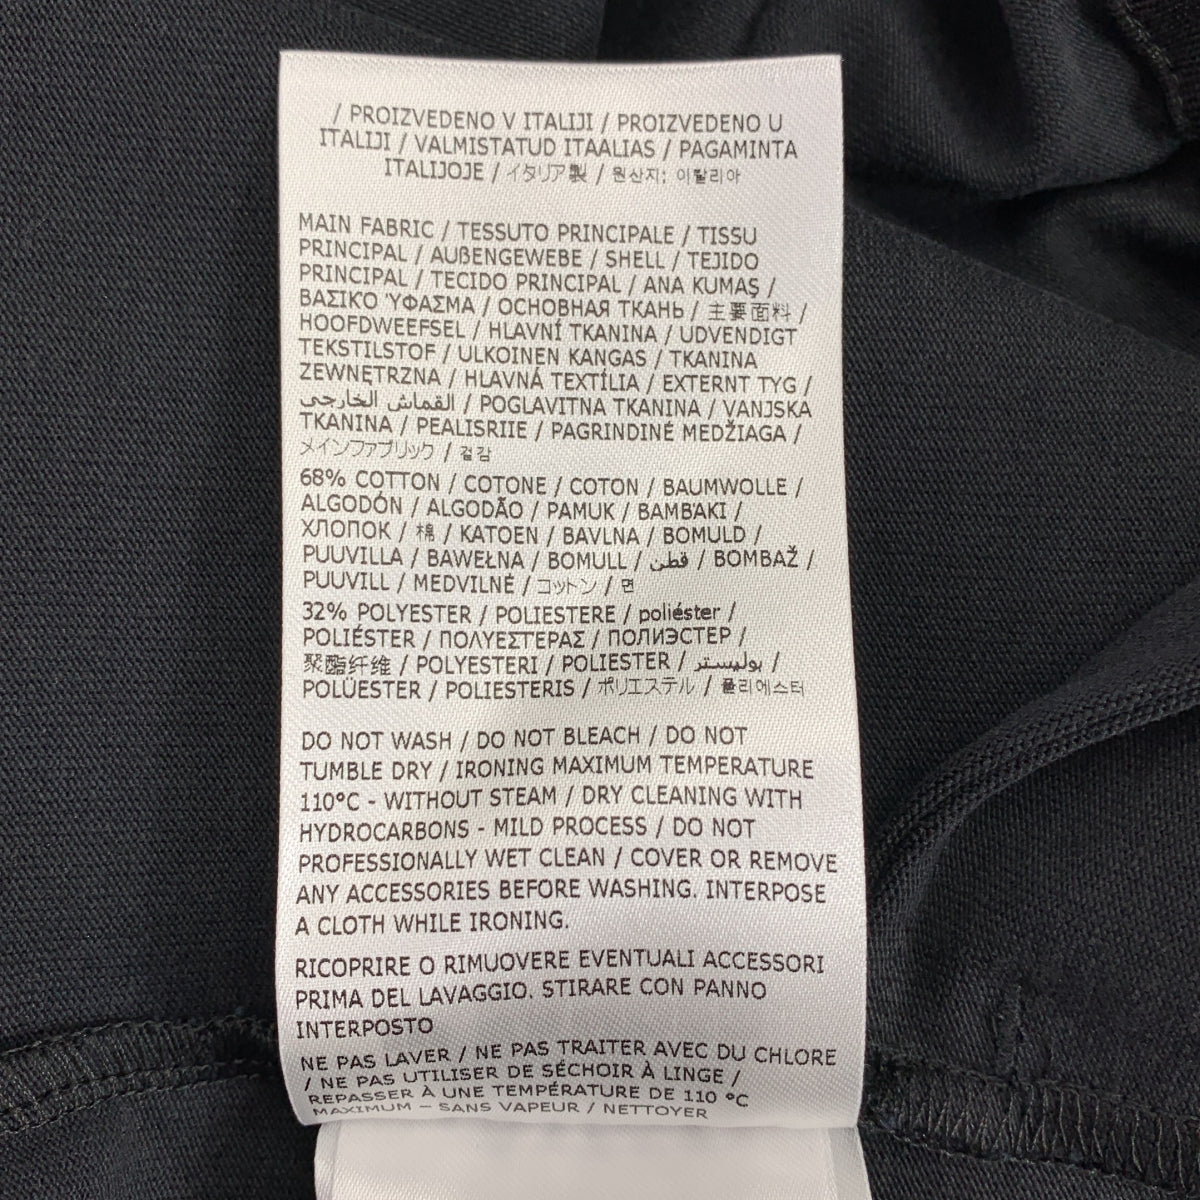 / PROIZVEDENO V ITALIJI / PROIZVEDENO U
ITALIJI / VALMISTATUD ITAALIAS / PAGAMINTA
ITALIJOJE / イタリア製 / 원산지: 이탈리아
MAIN FABRIC / TESSUTO PRINCIPALE / TISSU
PRINCIPAL / AUßENGEWEBE / SHELL / TEJIDO
PRINCIPAL / TECIDO PRINCIPAL / ANA KUMAŞ /
ΒΑΣΙΚΌ ΎΦΑΣΜΑ / ОСНОВНАЯ ТКАНЬ / 主要面料 /
HOOFDWEEFSEL / HLAVNÍ TKANINA / UDVENDIGT
TEKSTILSTOF / ULKOINEN KANGAS / TKANINA
ZEWNĘTRZNA / HLAVNÁ TEXTÍLIA / EXTERNT TYG /
القماش الخارجي / POGLAVITNA TKANINA / VANJSKA
TKANINA / PEALISRIIE / PAGRINDINĖ MEDŽIAGA /
メインファブリック / 겉감
68% COTTON / COTONE / COTON / BAUMWOLLE /
ALGODÓN / ALGODÃO / PAMUK / ΒΑΜΒΆΚΙ /
ХЛОПОК / 棉 / KATOEN / BAVLNA / BOMULD /
PUUVILLA / BAWEŁNA / BOMULL / قطن / BOMBAŽ /
PUUVILL / MEDVILNĖ / コットン / 면
32% POLYESTER / POLIESTERE / poliéster /
POLIÉSTER / ΠΟΛΥΕΣΤΕΡΑΣ / ПОЛИЭСТЕР /
聚酯纤维 / POLYESTERI / POLIESTER / بوليستر /
POLÜESTER / POLIESTERIS / ポリエステル / 폴리에스터
DO NOT WASH / DO NOT BLEACH / DO NOT
TUMBLE DRY / IRONING MAXIMUM TEMPERATURE
110°C - WITHOUT STEAM / DRY CLEANING WITH
HYDROCARBONS - MILD PROCESS / DO NOT
PROFESSIONALLY WET CLEAN / COVER OR REMOVE
ANY ACCESSORIES BEFORE WASHING. INTERPOSE
A CLOTH WHILE IRONING.
RICOPRIRE O RIMUOVERE EVENTUALI ACCESSORI
PRIMA DEL LAVAGGIO. STIRARE CON PANNO
INTERPOSTO
NE PAS LAVER / NE PAS TRAITER AVEC DU CHLORE
/ NE PAS UTILISER DE SÉCHOIR À LINGE /
REPASSER À UNE TEMPÉRATURE DE 110 °C
MAXIMUM – SANS VAPEUR / NETTOYER